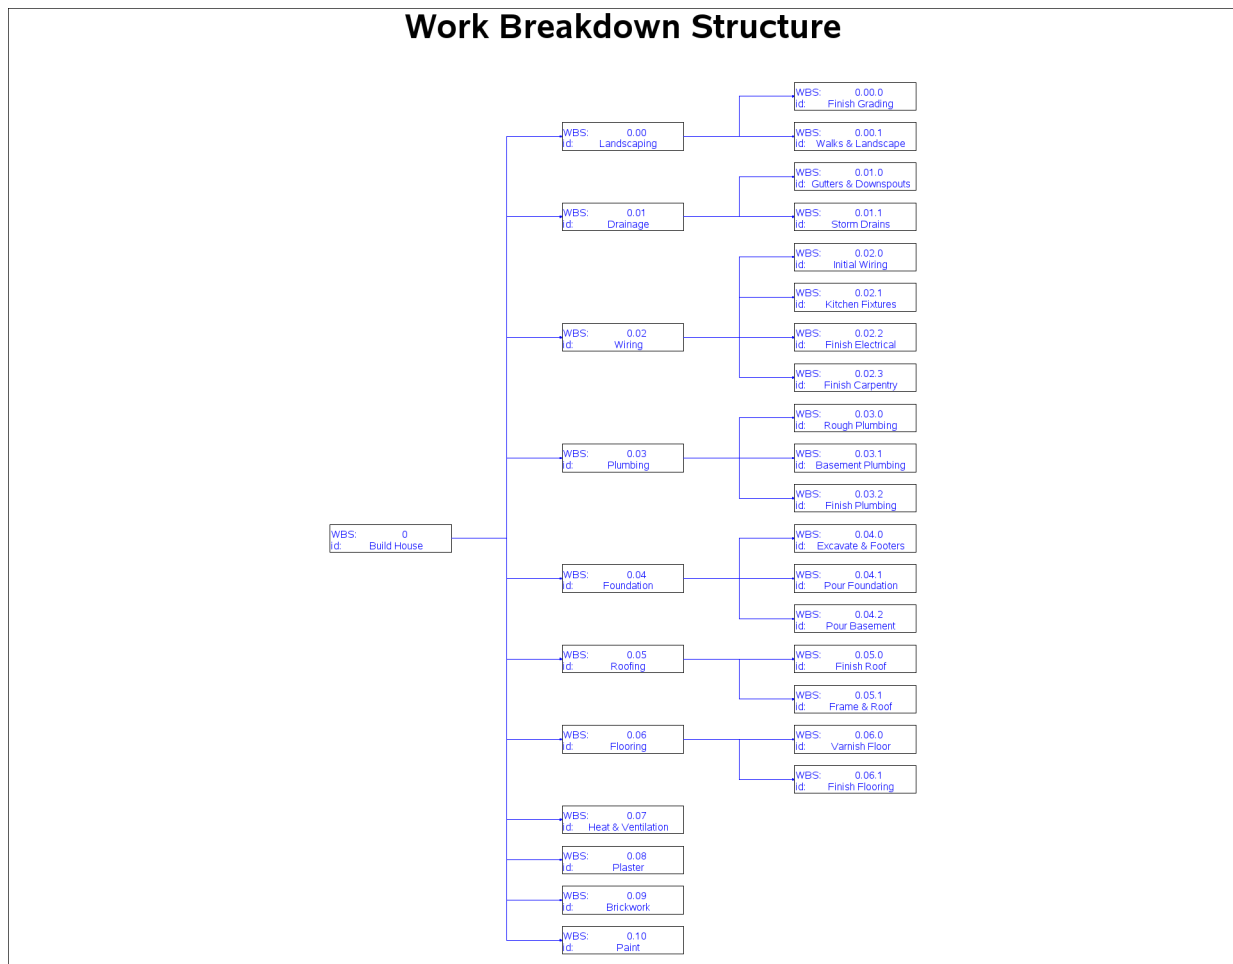 Work Breakdown Structure
WBS: 0.00.0
id: Finish Grading
WBS: 0.00
id: Landscaping
WBS: 0.00.1
id: Walks & Landscape
WBS: 0.01.0
id: Gutters & Downspouts
WBS: 0.01
id: Drainage
WBS: 0.01.1
id: Storm Drains
WBS: 0.02.0
id: Initial Wiring
WBS: 0.02.1
id: Kitchen Fixtures
WBS: 0.02
id: Wiring
WBS: 0.02.2
id: Finish Electrical
WBS: 0.02.3
id: Finish Carpentry
WBS: 0.03.0
id: Rough Plumbing
WBS: 0.03
id: Plumbing
WBS: 0.03.1
id: Basement Plumbing
WBS: 0.03.2
id: Finish Plumbing
WBS: 0
id: Build House
WBS: 0.04.0
id: Excavate & Footers
WBS: 0.04
id: Foundation
WBS: 0.04.1
id: Pour Foundation
WBS: 0.04.2
id: Pour Basement
WBS: 0.05
id: Roofing
WBS: 0.05.0
id: Finish Roof
WBS: 0.05.1
id: Frame & Roof
WBS: 0.06
id: Flooring
WBS: 0.06.0
id: Varnish Floor
WBS: 0.06.1
id: Finish Flooring
WBS: 0.07
id: Heat & Ventilation
WBS: 0.08
id: Plaster
WBS: 0.09
id: Brickwork
WBS: 0.10
id: Paint